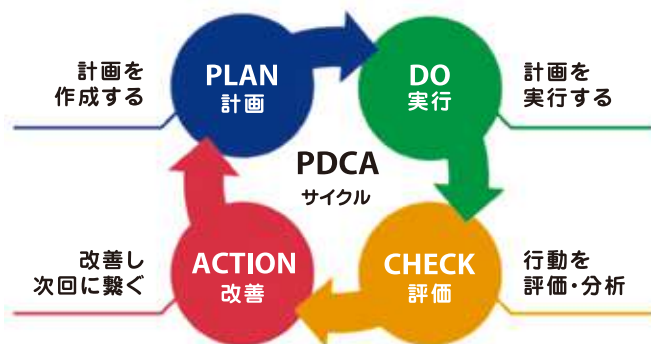 計画を
作成する
PLAN
計画
DO
実行
計画を
実行する
PDCA
サイクル
改善し
次回に繋ぐ
ACTION
改善
CHECK
評価
行動を
評価・分析